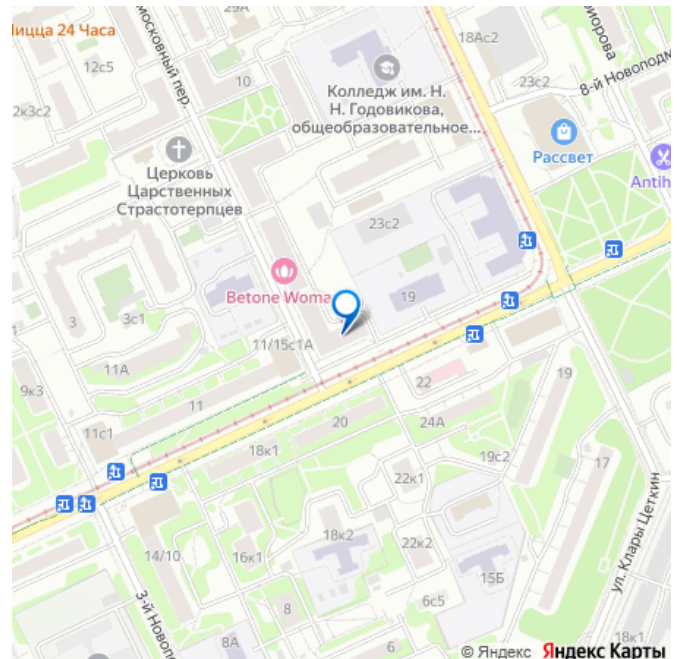 Пицца 24 Часа
московный пер.
12с5
2к3с2
10
Колледж им. Н.
Н. Годовикова,
общеобразовательное...
18Ас2
23с2
8-й Новоподм
Рассвет
Antih
Церковь
Царственных
Страстотерпцев
23с2
Betone Woma
19
3
3с1
11А
11/15с1А
9к3
11
11с1
22
20
24А
19
18к1
19с2
17
22к1
ул. Клары Цеткин
18к2
22к2
14/10
16к1
15Б
6с5
3-й Новопо
8
8А
6
18к1
© Яндекс Яндекс Карты